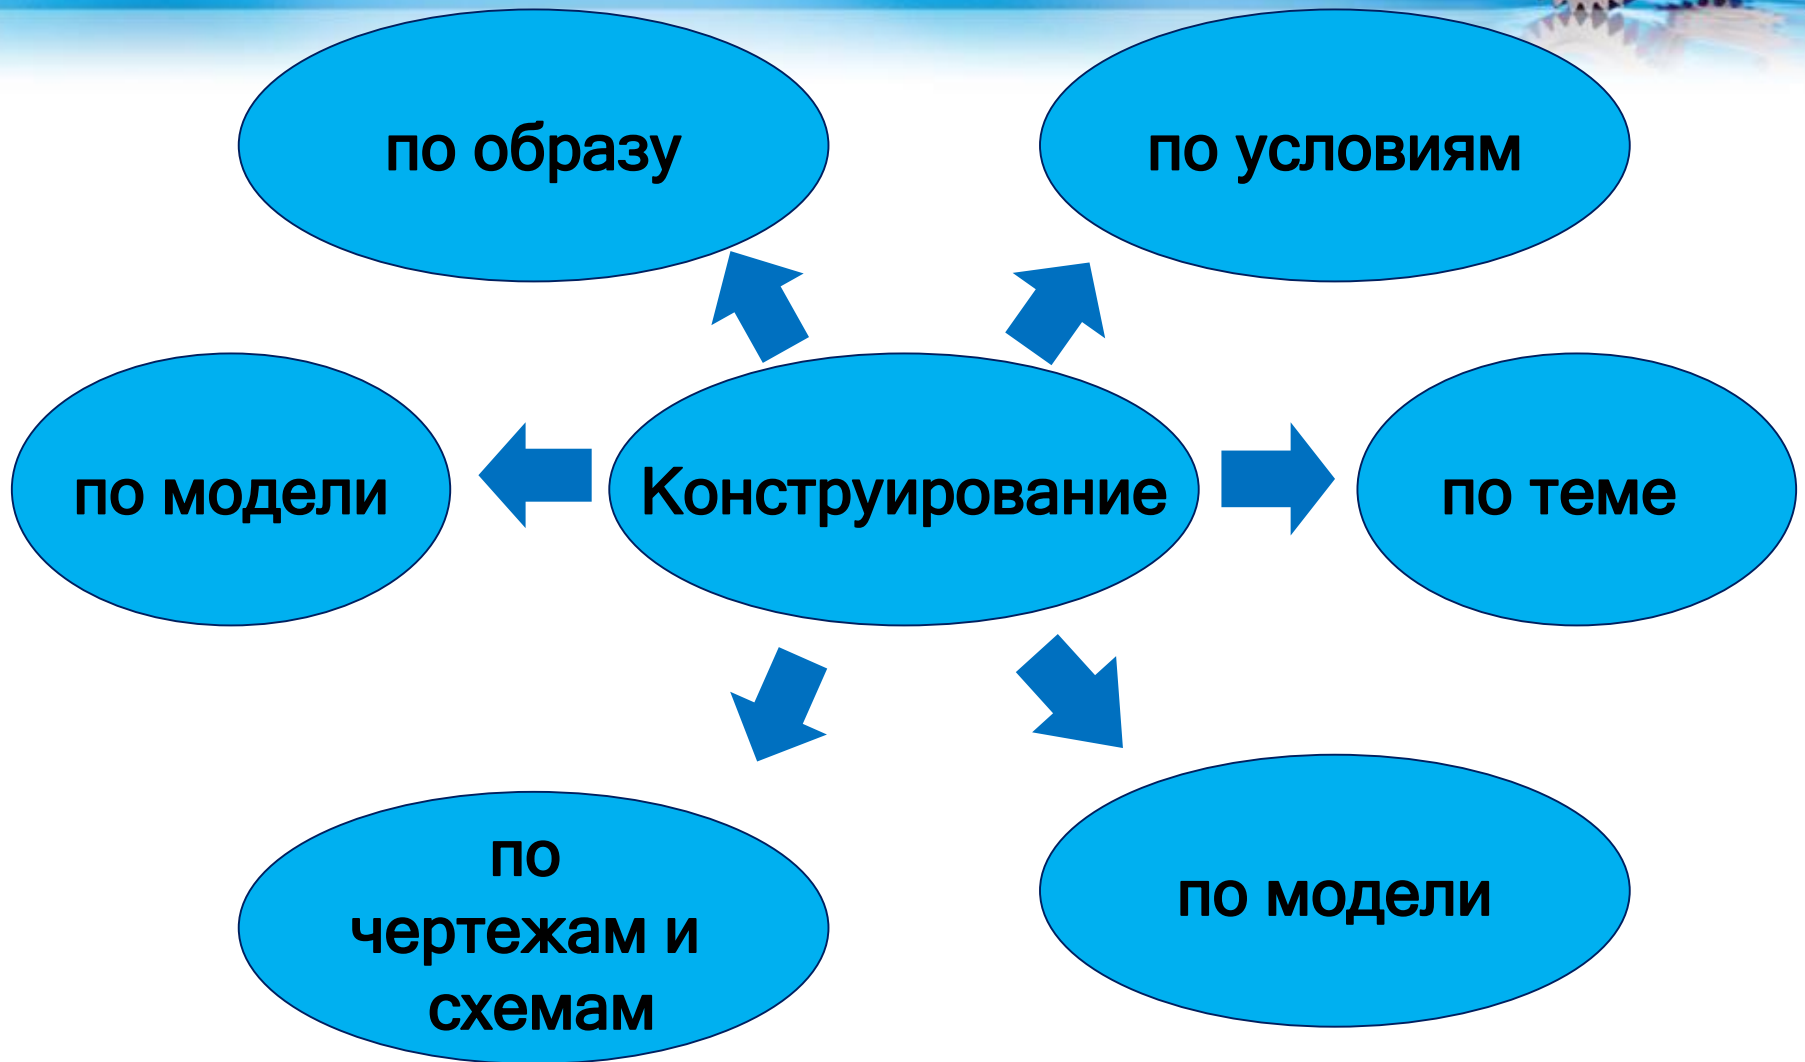 по образу
по условиям
по модели
Конструирование
по теме
по
чертежам и
схемам
по модели